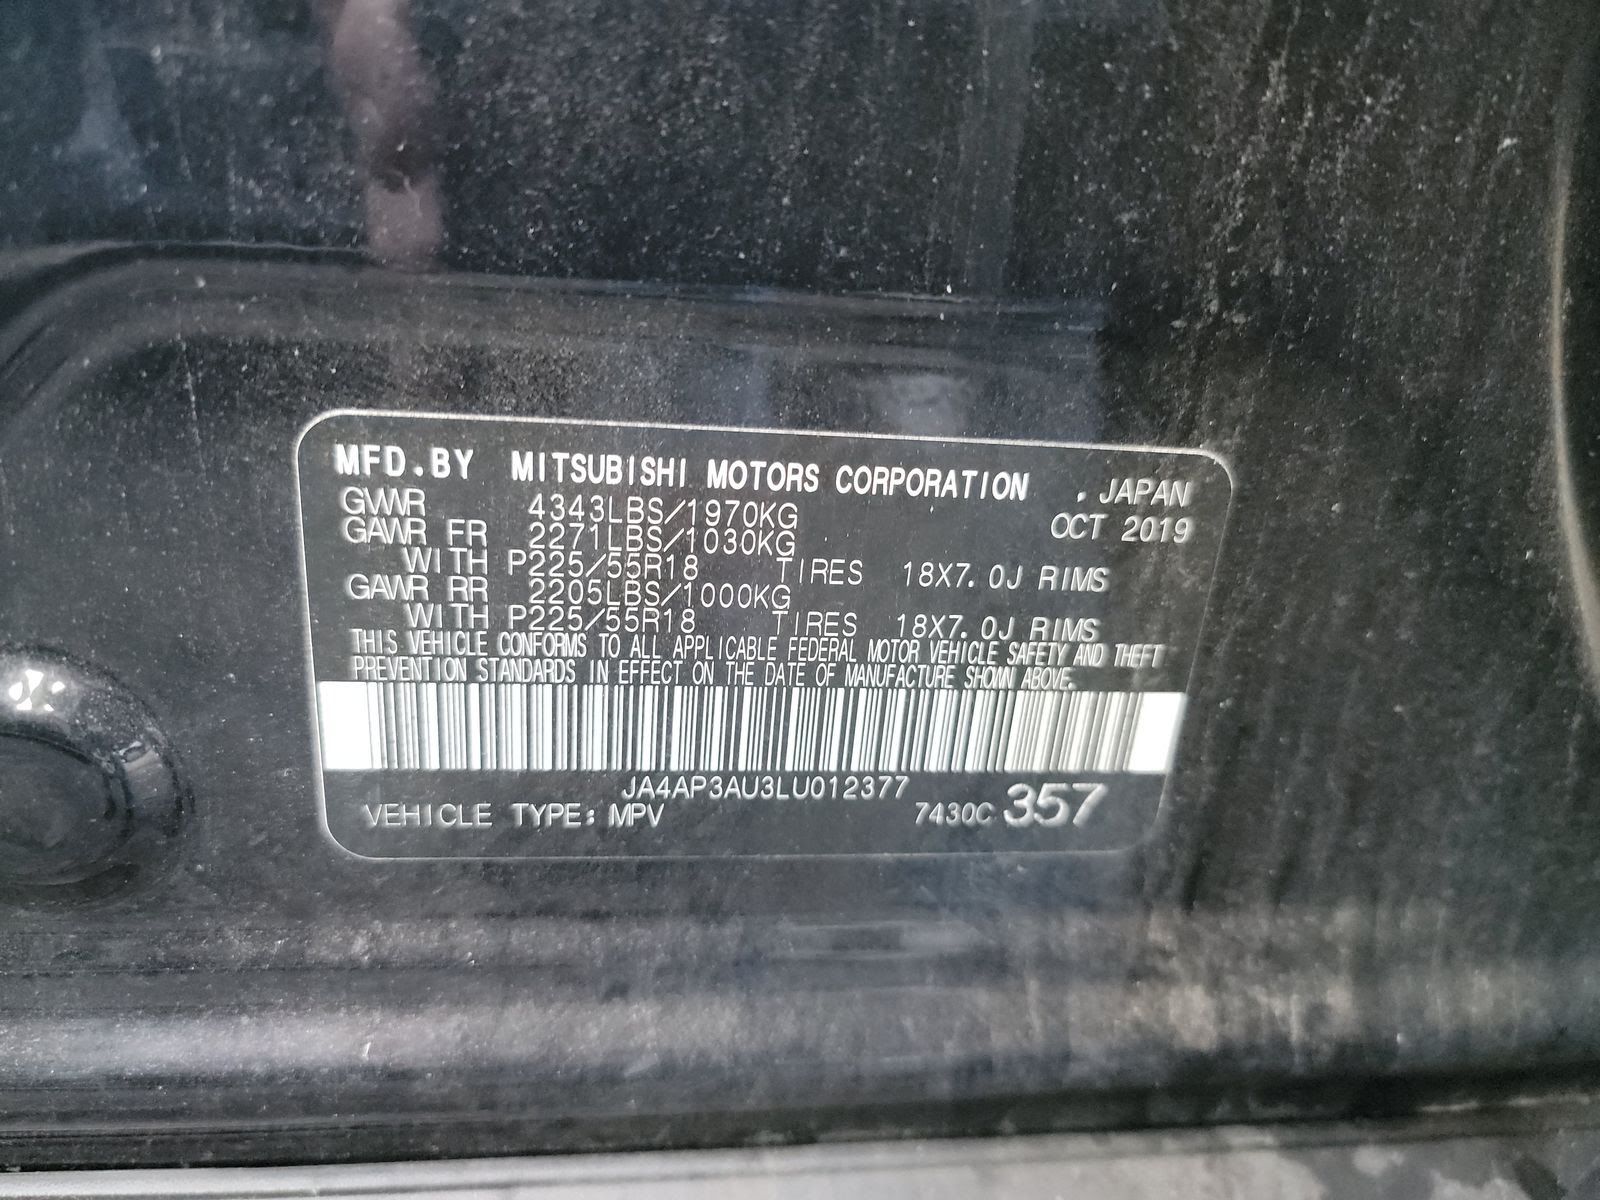 MFD.BY MITSUBISHI MOTORS CORPORATION . JAPAN
GVWR 4343LBS/1970KG OCT 2019
GAWR FR 2271LBS/1030KG
WITH P225/55R18 TIRES 18X7.0J RIMS
GAWR RR 2205LBS/1000KG
WITH P225/55R18 TIRES 18X7.0J RIMS
THIS VEHICLE CONFORMS TO ALL APPLICABLE FEDERAL MOTOR VEHICLE SAFETY AND THEFT
PREVENTION STANDARDS IN EFFECT ON THE DATE OF MANUFACTURE SHOWN ABOVE.
JA4AP3AU3LU012377
VEHICLE TYPE: MPV 7430C 357